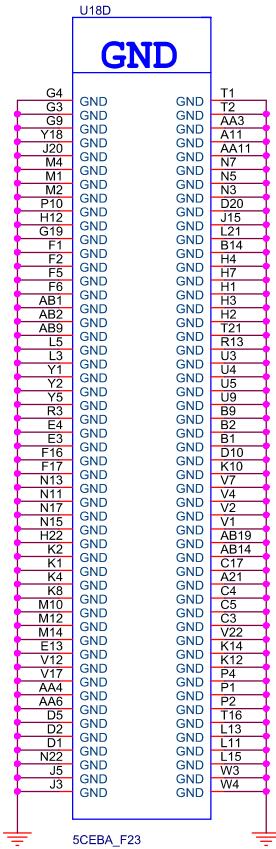 U18D
GND
G4 GND GND T1
G3 GND GND T2
G9 GND GND AA3
Y18 GND GND A11
J20 GND GND AA11
M4 GND GND N7
M1 GND GND N5
M2 GND GND N3
P10 GND GND D20
H12 GND GND J15
G19 GND GND L21
F1 GND GND B14
F2 GND GND H4
F5 GND GND H7
F6 GND GND H1
AB1 GND GND H3
AB2 GND GND H2
AB9 GND GND T21
L5 GND GND R13
L3 GND GND U3
Y1 GND GND U4
Y2 GND GND U5
Y5 GND GND U9
R3 GND GND B9
E4 GND GND B2
E3 GND GND B1
F16 GND GND D10
F17 GND GND K10
N13 GND GND V7
N11 GND GND V4
N17 GND GND V2
N15 GND GND V1
H22 GND GND AB19
K2 GND GND AB14
K1 GND GND C17
K4 GND GND A21
K8 GND GND C4
M10 GND GND C5
M12 GND GND C3
M14 GND GND V22
E13 GND GND K14
V12 GND GND K12
V17 GND GND P4
AA4 GND GND P1
AA6 GND GND P2
D5 GND GND T16
D2 GND GND L13
D1 GND GND L11
N22 GND GND L15
J5 GND GND W3
J3 GND GND W4
5CEBA_F23